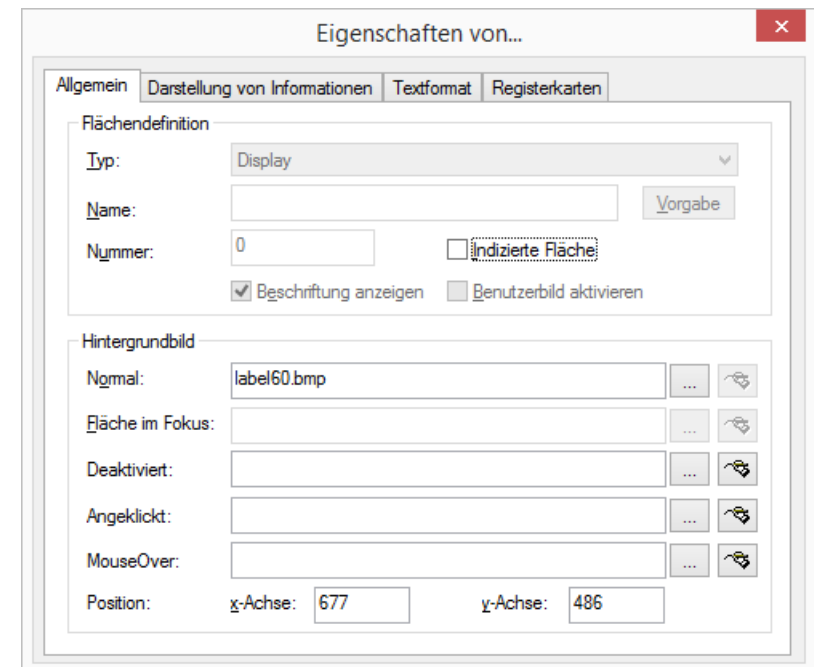 Eigenschaften von...
Allgemein Darstellung von Informationen Textformat Registerkarten
Flächendefinition
Typ: Display
Name: Vorgabe
Nummer: 0 Indizierte Fläche
Beschriftung anzeigen Benutzerbild aktivieren
Hintergrundbild
Normal: label60.bmp ...
Fläche im Fokus: ...
Deaktiviert: ...
Angeklickt: ...
MouseOver: ...
Position: x-Achse: 677 y-Achse: 486